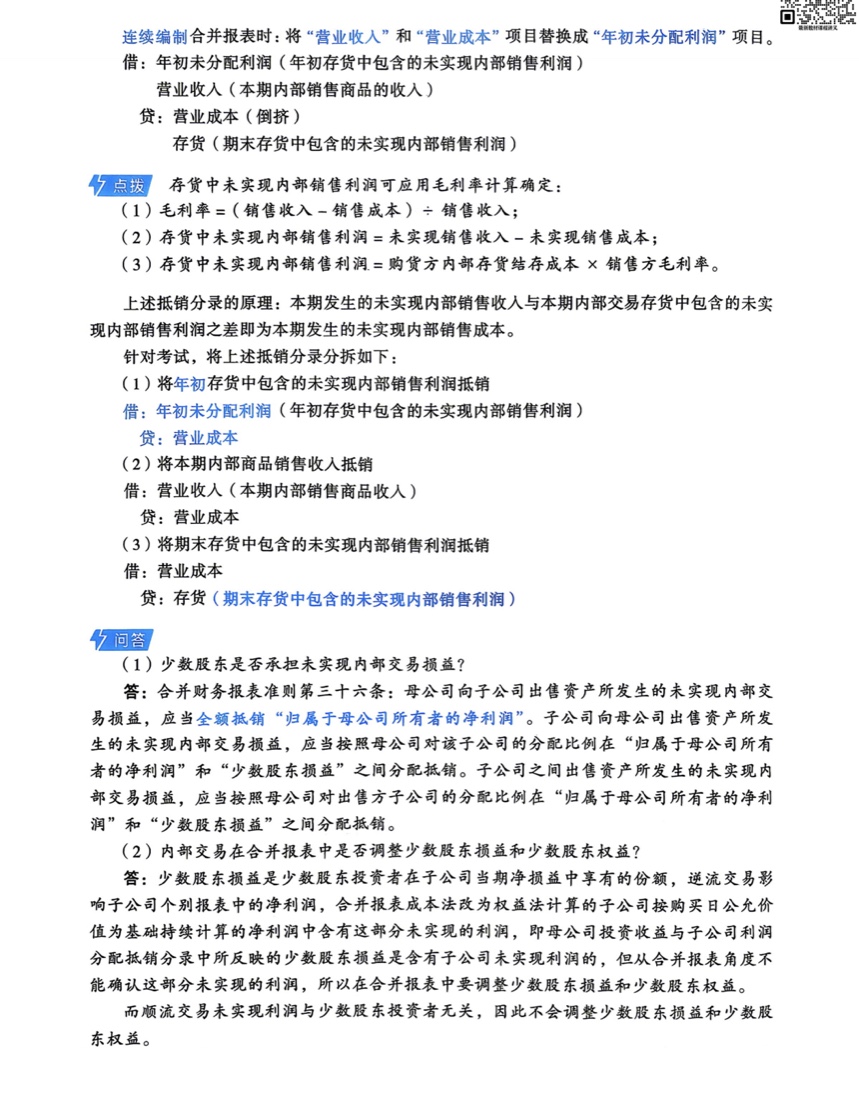 连续编制合并报表时：将“营业收入”和“营业成本”项目替换成“年初未分配利润”项目。
借：年初未分配利润（年初存货中包含的未实现内部销售利润）
营业收入（本期内部销售商品的收入）
贷：营业成本（倒挤）
存货（期末存货中包含的未实现内部销售利润）
点拨 存货中未实现内部销售利润可应用毛利率计算确定：
（1）毛利率=（销售收入－销售成本）÷ 销售收入；
（2）存货中未实现内部销售利润=未实现销售收入－未实现销售成本；
（3）存货中未实现内部销售利润=购货方内部存货结存成本 × 销售方毛利率。
上述抵销分录的原理：本期发生的未实现内部销售收入与本期内部交易存货中包含的未实
现内部销售利润之差即为本期发生的未实现内部销售成本。
针对考试，将上述抵销分录分拆如下：
（1）将年初存货中包含的未实现内部销售利润抵销
借：年初未分配利润（年初存货中包含的未实现内部销售利润）
贷：营业成本
（2）将本期内部商品销售收入抵销
借：营业收入（本期内部销售商品收入）
贷：营业成本
（3）将期末存货中包含的未实现内部销售利润抵销
借：营业成本
贷：存货（期末存货中包含的未实现内部销售利润）
问答
（1）少数股东是否承担未实现内部交易损益？
答：合并财务报表准则第三十六条：母公司向子公司出售资产所发生的未实现内部交
易损益，应当全额抵销“归属于母公司所有者的净利润”。子公司向母公司出售资产所发
生的未实现内部交易损益，应当按照母公司对该子公司的分配比例在“归属于母公司所有
者的净利润”和“少数股东损益”之间分配抵销。子公司之间出售资产所发生的未实现内
部交易损益，应当按照母公司对出售方子公司的分配比例在“归属于母公司所有者的净利
润”和“少数股东损益”之间分配抵销。
（2）内部交易在合并报表中是否调整少数股东损益和少数股东权益？
答：少数股东损益是少数股东投资者在子公司当期净损益中享有的份额，逆流交易影
响子公司个别报表中的净利润，合并报表成本法改为权益法计算的子公司按购买日公允价
值为基础持续计算的净利润中含有这部分未实现的利润，即母公司投资收益与子公司利润
分配抵销分录中所反映的少数股东损益是含有子公司未实现利润的，但从合并报表角度不
能确认这部分未实现的利润，所以在合并报表中要调整少数股东损益和少数股东权益。
而顺流交易未实现利润与少数股东投资者无关，因此不会调整少数股东损益和少数股
东权益。